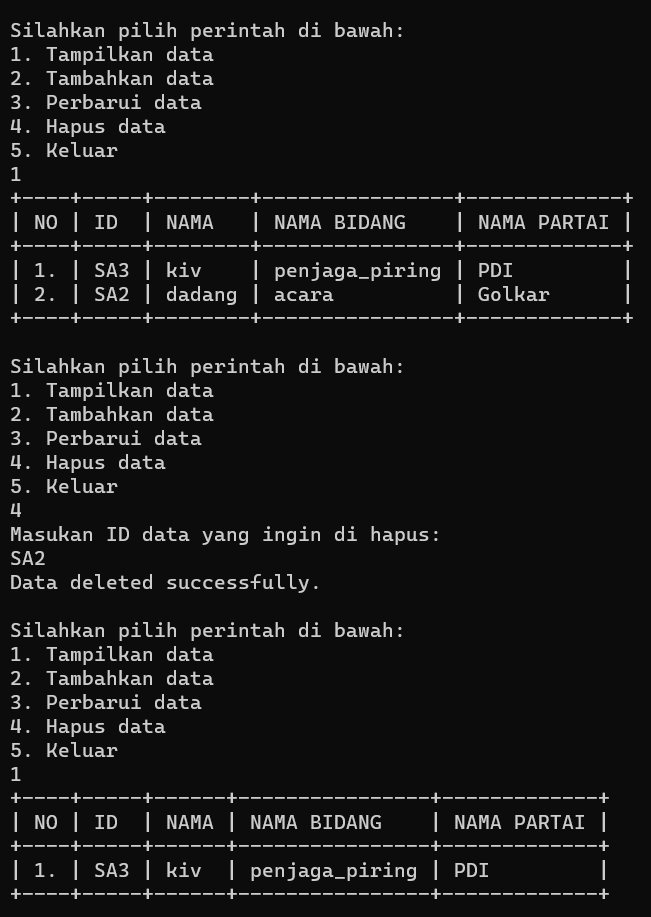 Silahkan pilih perintah di bawah:
1. Tampilkan data
2. Tambahkan data
3. Perbarui data
4. Hapus data
5. Keluar
1
+----+-----+--------+----------------+-------------+
| NO | ID  | NAMA   | NAMA BIDANG    | NAMA PARTAI |
+----+-----+--------+----------------+-------------+
| 1. | SA3 | kiv    | penjaga_piring | PDI         |
| 2. | SA2 | dadang | acara          | Golkar      |
+----+-----+--------+----------------+-------------+

Silahkan pilih perintah di bawah:
1. Tampilkan data
2. Tambahkan data
3. Perbarui data
4. Hapus data
5. Keluar
4
Masukan ID data yang ingin di hapus:
SA2
Data deleted successfully.

Silahkan pilih perintah di bawah:
1. Tampilkan data
2. Tambahkan data
3. Perbarui data
4. Hapus data
5. Keluar
1
+----+-----+------+----------------+-------------+
| NO | ID  | NAMA | NAMA BIDANG    | NAMA PARTAI |
+----+-----+------+----------------+-------------+
| 1. | SA3 | kiv  | penjaga_piring | PDI         |
+----+-----+------+----------------+-------------+